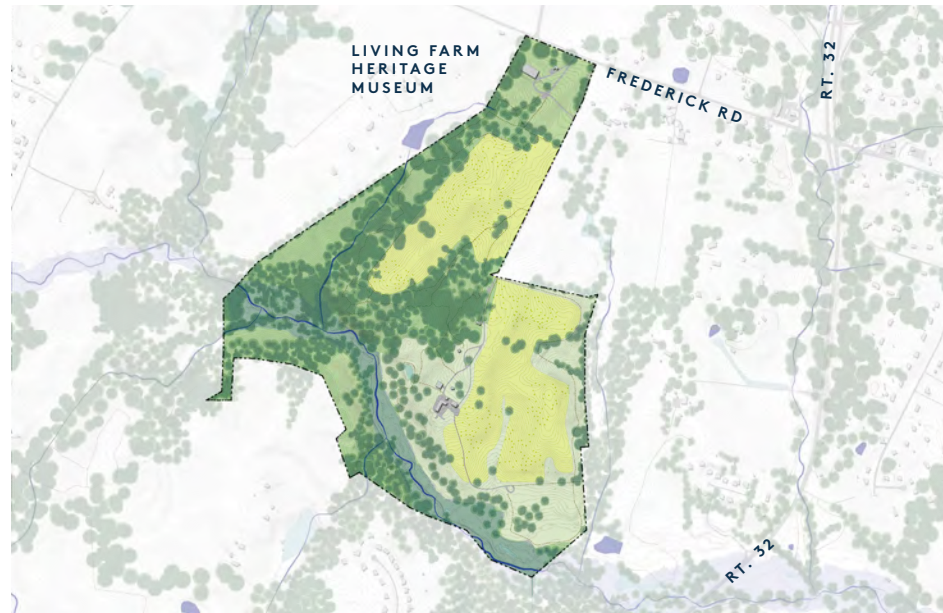 LIVING FARM
HERITAGE
MUSEUM
FREDERICK RD
RT. 32
RT. 32